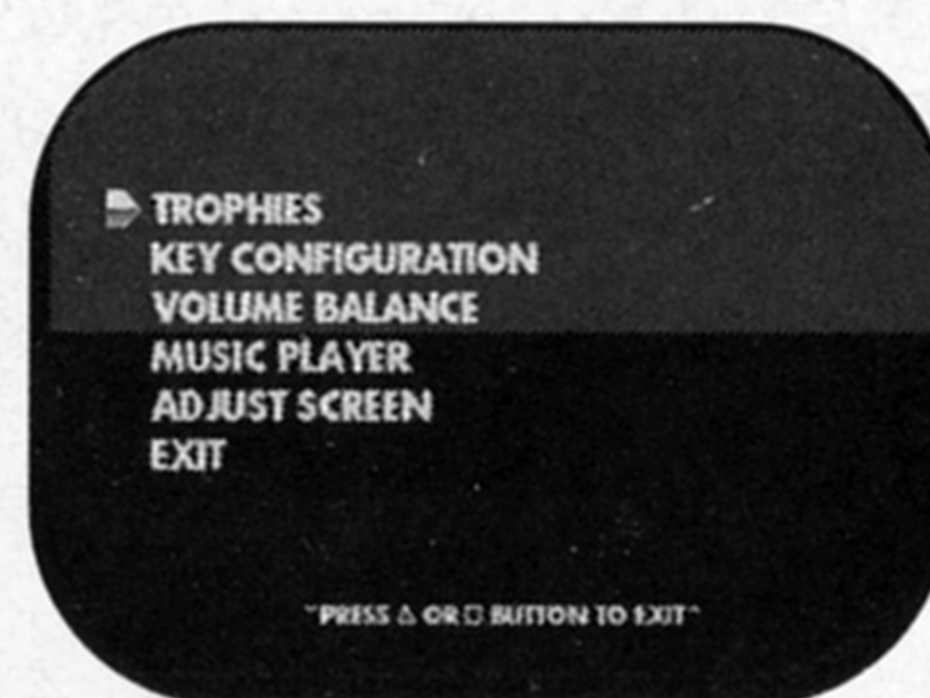 TROPHIES
KEY CONFIGURATION
VOLUME BALANCE
MUSIC PLAYER
ADJUST SCREEN
EXIT
"PRESS △ OR □ BUTTON TO EXIT"